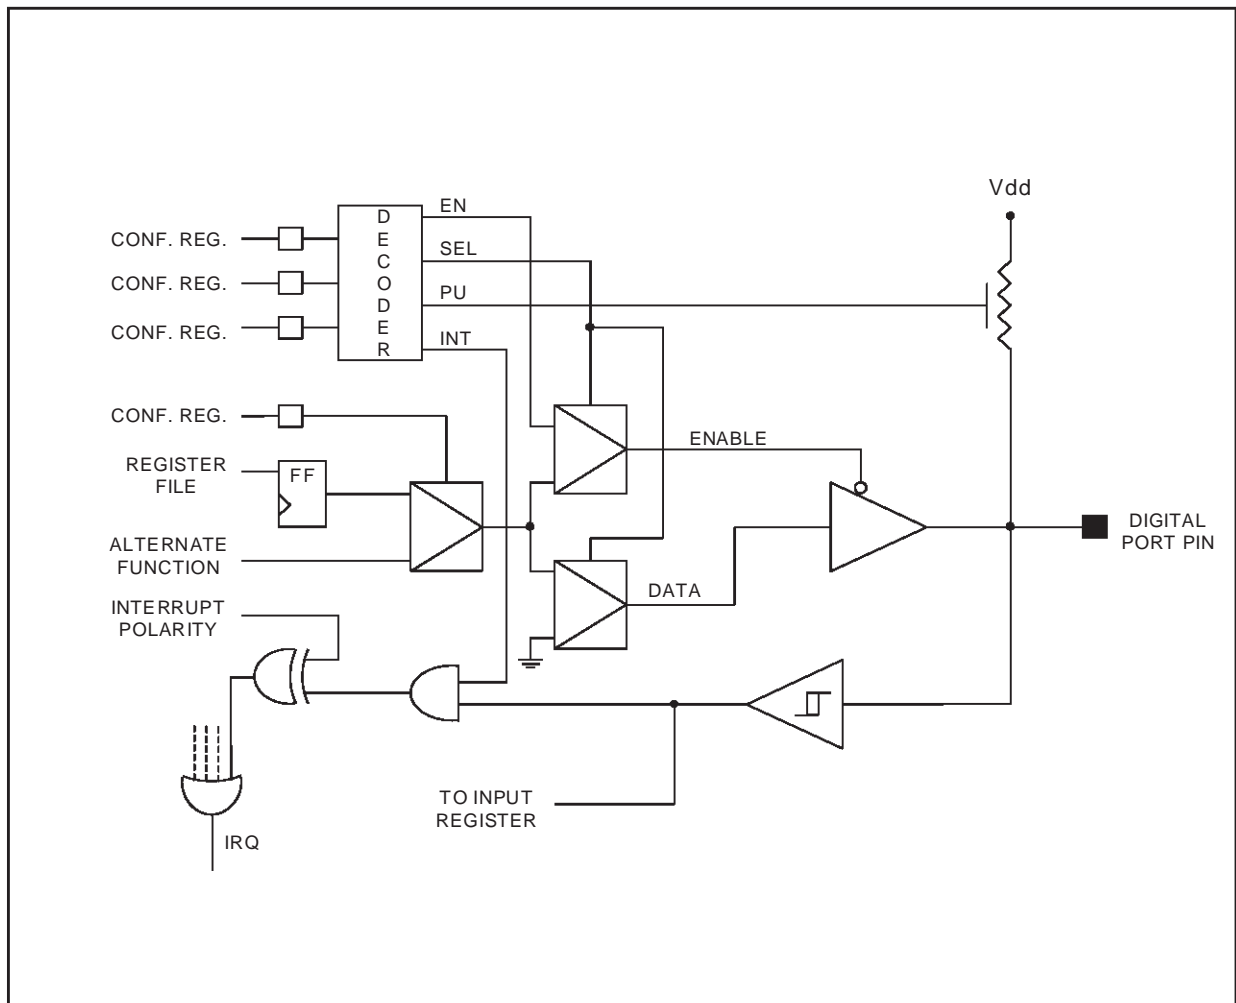 Vdd
CONF. REG.
CONF. REG.
CONF. REG.
D
E
C
O
D
E
R
EN
SEL
PU
INT
CONF. REG.
REGISTER
FILE
FF
ENABLE
DIGITAL
PORT PIN
ALTERNATE
FUNCTION
DATA
INTERRUPT
POLARITY
TO INPUT
REGISTER
IRQ